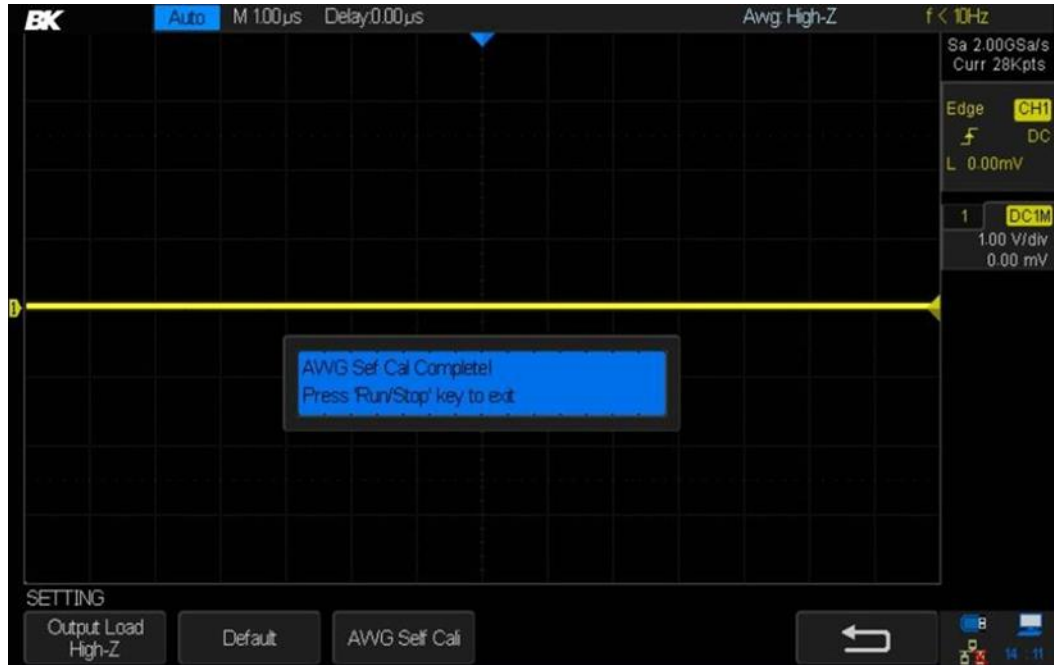 BK Auto M 1.00µs Delay:0.00µs Awg: High-Z f < 10Hz
Sa 2.00GSa/s
Curr 28Kpts
Edge CH1
DC
L 0.00mV
1 DC1M
1.00 V/div
0.00 mV
1
AWG Sef Cal Complete!
Press 'Run/Stop' key to exit
SETTING
Output Load
High-Z
Default
AWG Self Cali
14 : 11